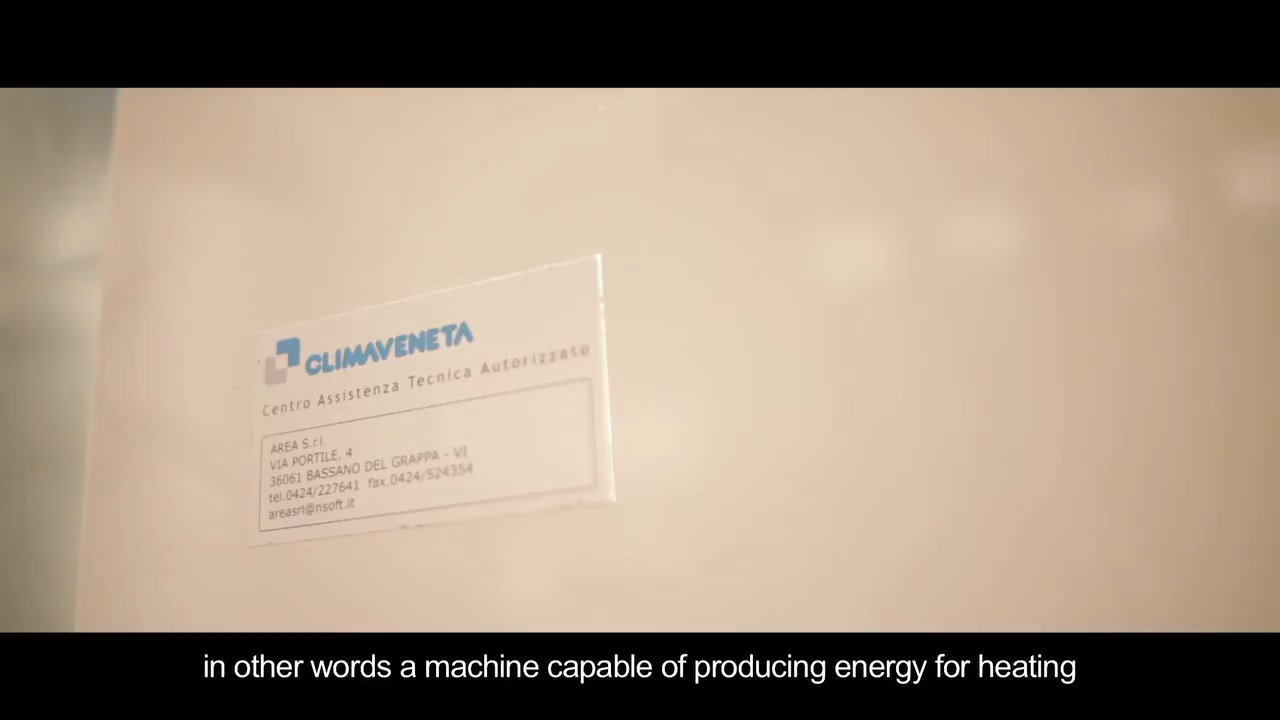 CLIMAVENETA
Centro Assistenza Tecnica Autorizzato
AREA S.r.l.
VIA PORTILE, 4
36061 BASSANO DEL GRAPPA - VI
tel.0424/227641 fax.0424/524354
areasrl@nsoft.it
in other words a machine capable of producing energy for heating